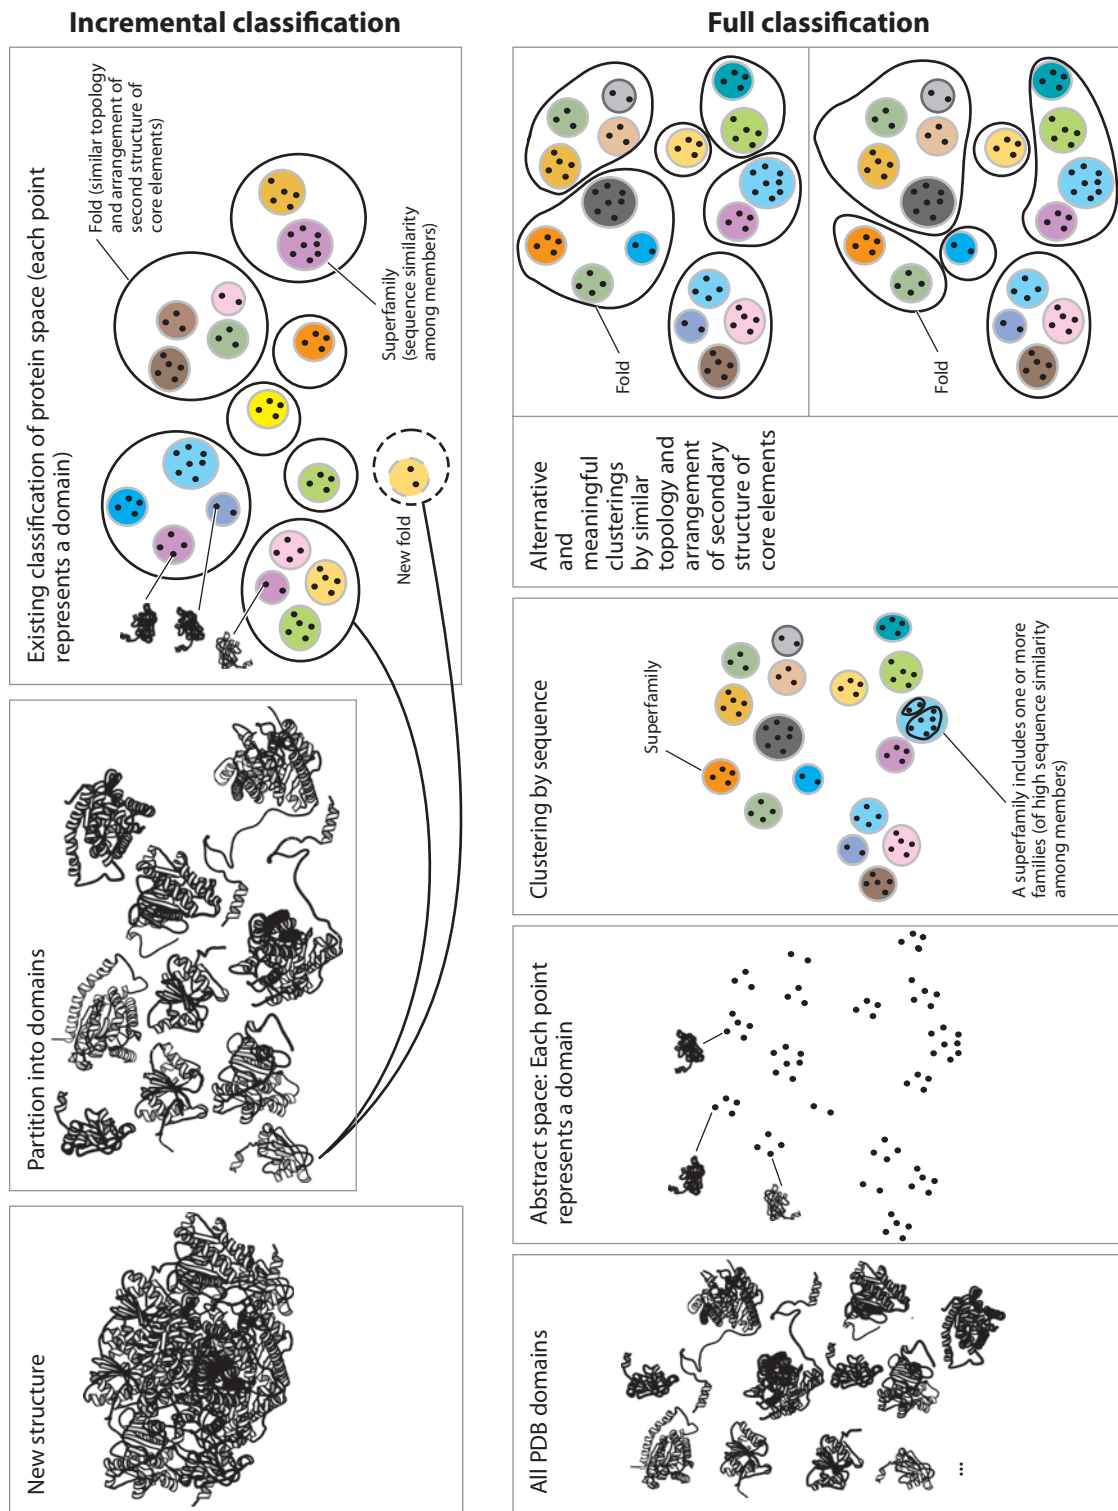 Incremental classification
New structure
Partition into domains
Existing classification of protein space (each point
represents a domain)
Fold (similar topology
and arrangement of
second structure of
core elements)
Superfamily
(sequence similarity
among members)
New fold
Full classification
All PDB domains
...
Abstract space: Each point
represents a domain
Clustering by sequence
Superfamily
A superfamily includes one or more
families (of high sequence similarity
among members)
Alternative
and
meaningful
clusterings
by similar
topology and
arrangement
of secondary
structure of
core elements
Fold
Fold